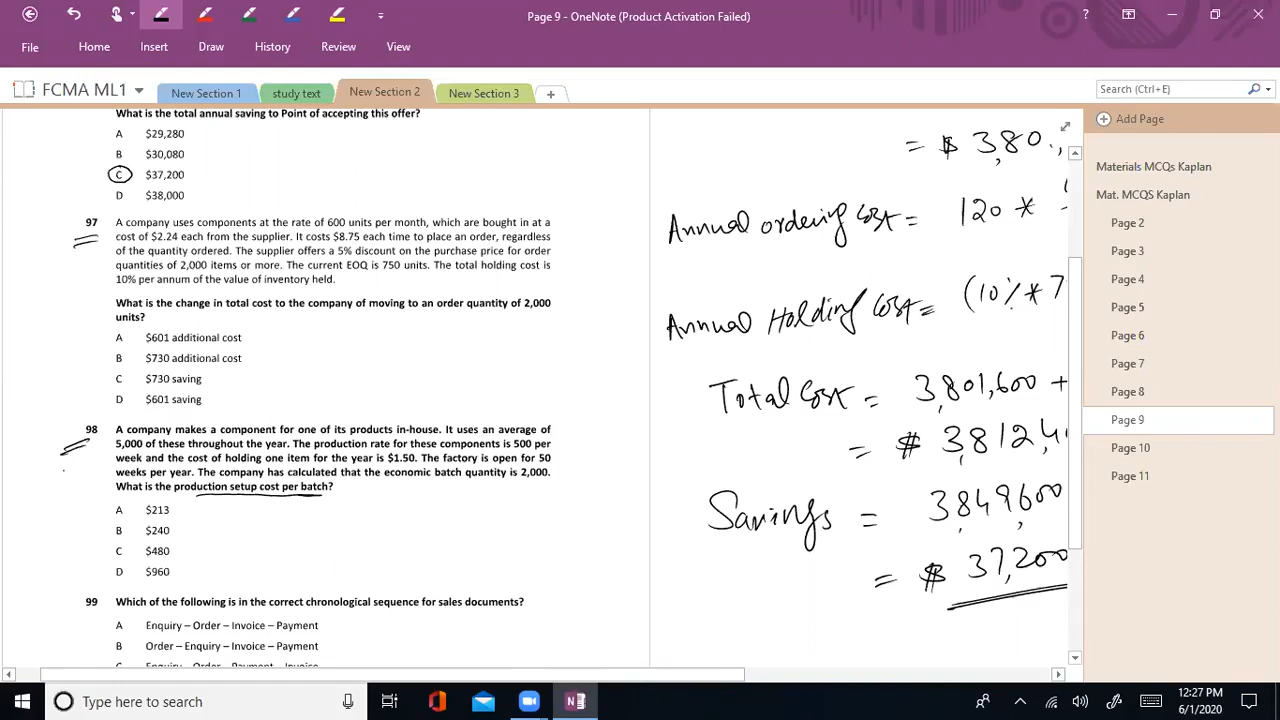 Page 9 - OneNote (Product Activation Failed)
File Home Insert Draw History Review View
FCMA ML1 New Section 1 study text New Section 2 New Section 3 Search (Ctrl+E)
What is the total annual saving to Point of accepting this offer?
A $29,280
B $30,080
C $37,200
D $38,000
97 A company uses components at the rate of 600 units per month, which are bought in at a
cost of $2.24 each from the supplier. It costs $8.75 each time to place an order, regardless
of the quantity ordered. The supplier offers a 5% discount on the purchase price for order
quantities of 2,000 items or more. The current EOQ is 750 units. The total holding cost is
10% per annum of the value of inventory held.
What is the change in total cost to the company of moving to an order quantity of 2,000
units?
A $601 additional cost
B $730 additional cost
C $730 saving
D $601 saving
98 A company makes a component for one of its products in-house. It uses an average of
5,000 of these throughout the year. The production rate for these components is 500 per
week and the cost of holding one item for the year is $1.50. The factory is open for 50
weeks per year. The company has calculated that the economic batch quantity is 2,000.
What is the production setup cost per batch?
A $213
B $240
C $480
D $960
99 Which of the following is in the correct chronological sequence for sales documents?
A Enquiry – Order – Invoice – Payment
B Order – Enquiry – Invoice – Payment
C Enquiry – Order – Payment – Invoice
= $ 3,80
Annual ordering cost = 120 *
Annual Holding Cost = (10% * 7
Total Cost = 3,801,600 +
= $ 3,812,4
Savings = 3,849,600
= $ 37,200
Add Page
Materials MCQs Kaplan
Mat. MCQS Kaplan
Page 2
Page 3
Page 4
Page 5
Page 6
Page 7
Page 8
Page 9
Page 10
Page 11
Type here to search
12:27 PM
6/1/2020